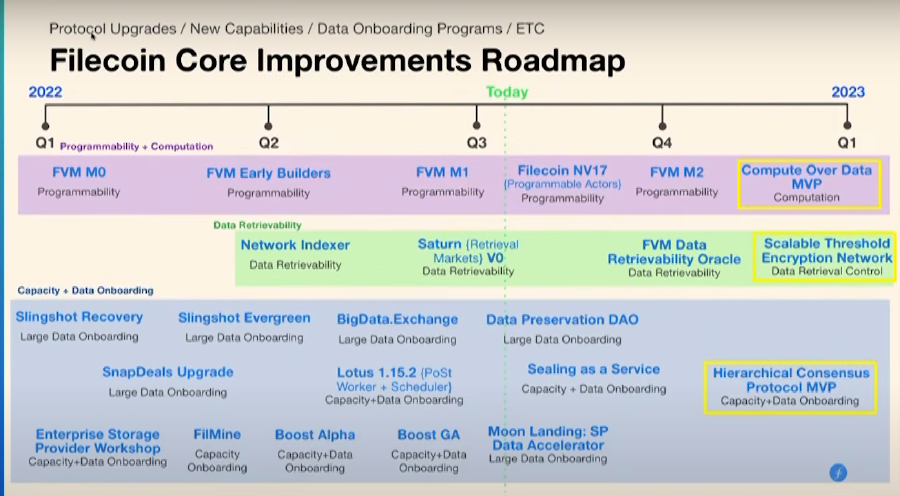 Protocol Upgrades / New Capabilities / Data Onboarding Programs / ETC
Filecoin Core Improvements Roadmap
2022
Today
2023
Q1
Q2
Q3
Q4
Q1
Programmability + Computation
FVM M0
Programmability
FVM Early Builders
Programmability
FVM M1
Programmability
Filecoin NV17
(Programmable Actors)
Programmability
FVM M2
Programmability
Compute Over Data
MVP
Computation
Data Retrievability
Network Indexer
Data Retrievability
Saturn (Retrieval
Markets) V0
Data Retrievability
FVM Data
Retrievability Oracle
Data Retrievability
Scalable Threshold
Encryption Network
Data Retrieval Control
Capacity + Data Onboarding
Slingshot Recovery
Large Data Onboarding
Slingshot Evergreen
Large Data Onboarding
BigData.Exchange
Large Data Onboarding
Data Preservation DAO
Large Data Onboarding
SnapDeals Upgrade
Large Data Onboarding
Lotus 1.15.2 (PoSt
Worker + Scheduler)
Capacity+Data Onboarding
Sealing as a Service
Capacity + Data Onboarding
Hierarchical Consensus
Protocol MVP
Capacity+Data Onboarding
Enterprise Storage
Provider Workshop
Capacity+Data Onboarding
FilMine
Capacity
Onboarding
Boost Alpha
Capacity+Data
Onboarding
Boost GA
Capacity+Data
Onboarding
Moon Landing: SP
Data Accelerator
Large Data Onboarding